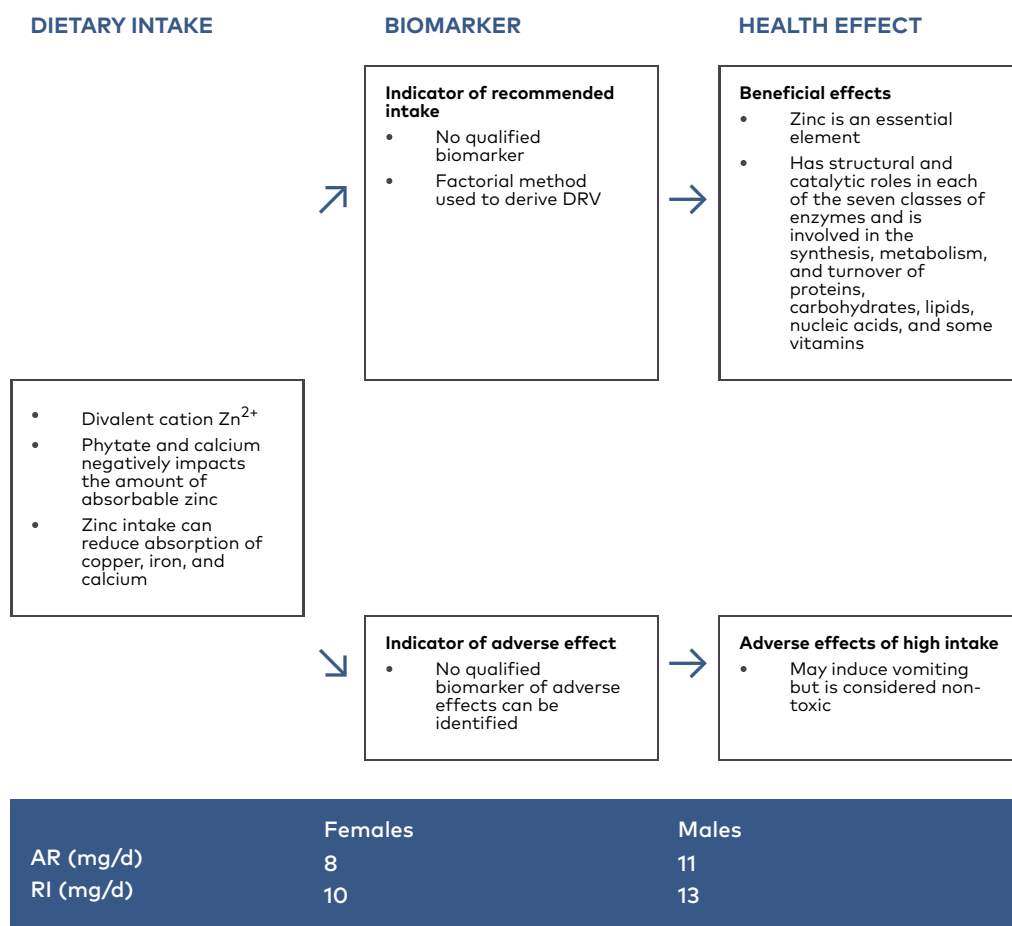 DIETARY INTAKE
BIOMARKER
HEALTH EFFECT
Indicator of recommended
intake
• No qualified
biomarker
• Factorial method
used to derive DRV
Beneficial effects
• Zinc is an essential
element
• Has structural and
catalytic roles in each
of the seven classes of
enzymes and is
involved in the
synthesis, metabolism,
and turnover of
proteins,
carbohydrates, lipids,
nucleic acids, and some
vitamins
• Divalent cation Zn²⁺
• Phytate and calcium
negatively impacts
the amount of
absorbable zinc
• Zinc intake can
reduce absorption of
copper, iron, and
calcium
Indicator of adverse effect
• No qualified
biomarker of adverse
effects can be
identified
Adverse effects of high intake
• May induce vomiting
but is considered non-
toxic
Females Males
AR (mg/d) 8 11
RI (mg/d) 10 13